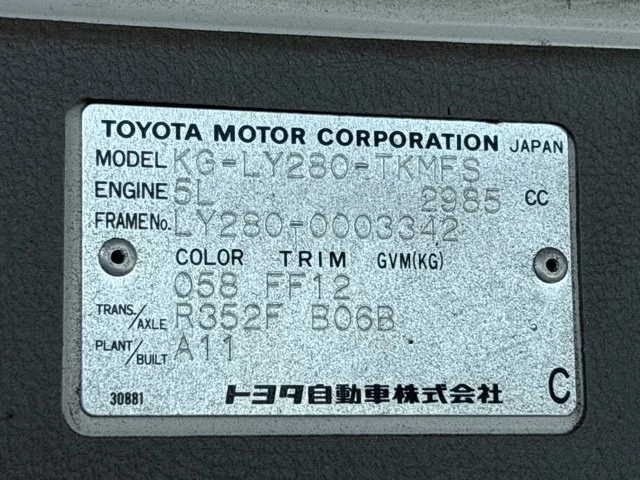 TOYOTA MOTOR CORPORATION JAPAN
MODEL KG-LY280-TKMFS
ENGINE 5L 2985 CC
FRAME No. LY280-0003342
COLOR TRIM GVM(KG)
058 FF12
TRANS/AXLE R352F B06B
PLANT/BUILT A11
30881 トヨタ自動車株式会社 C